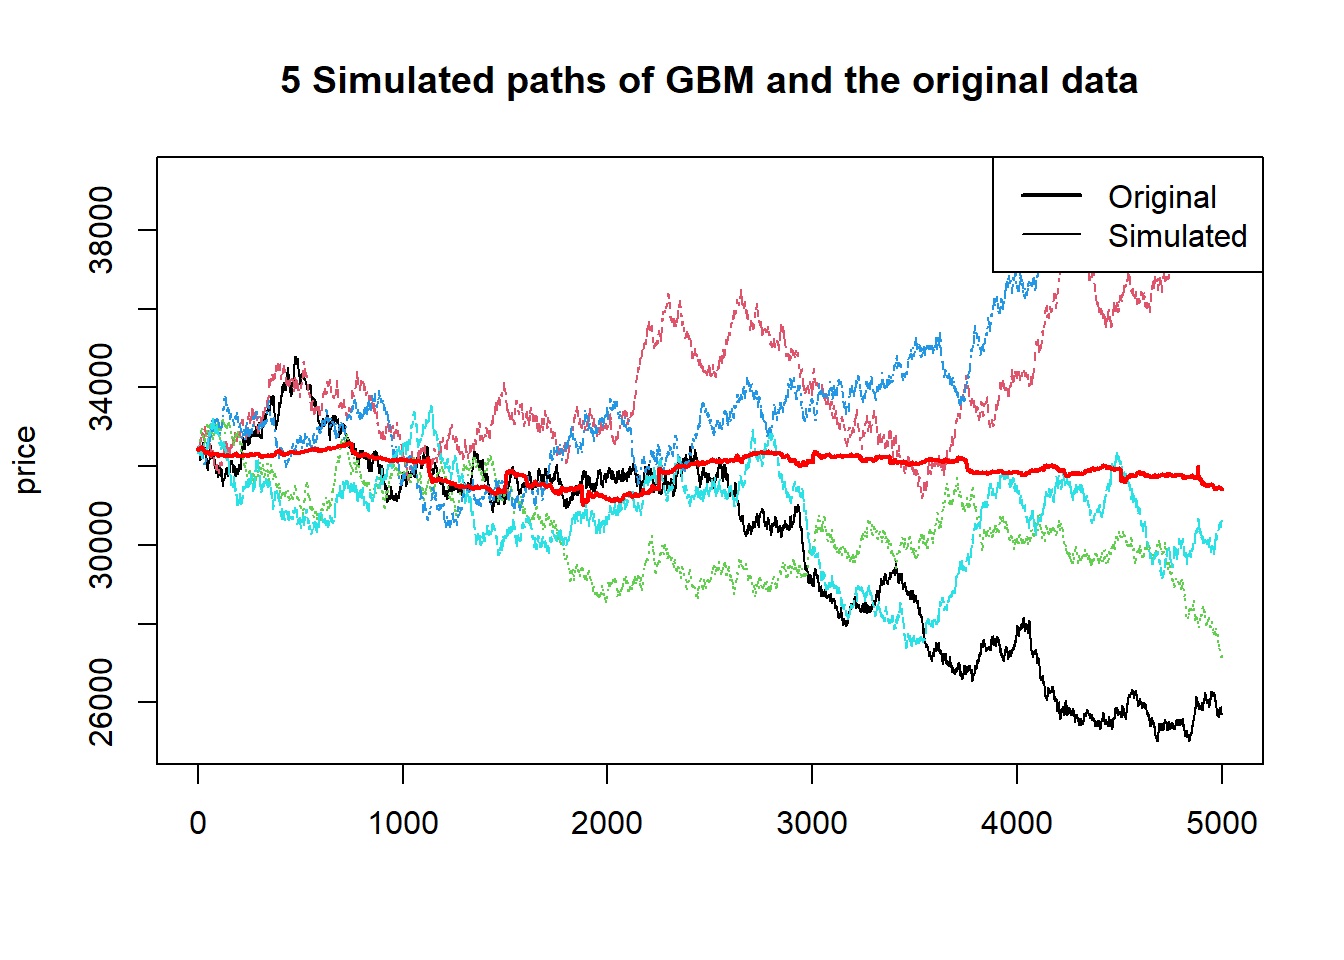 5 Simulated paths of GBM and the original data
Original
Simulated
price
38000
34000
30000
26000
0 1000 2000 3000 4000 5000